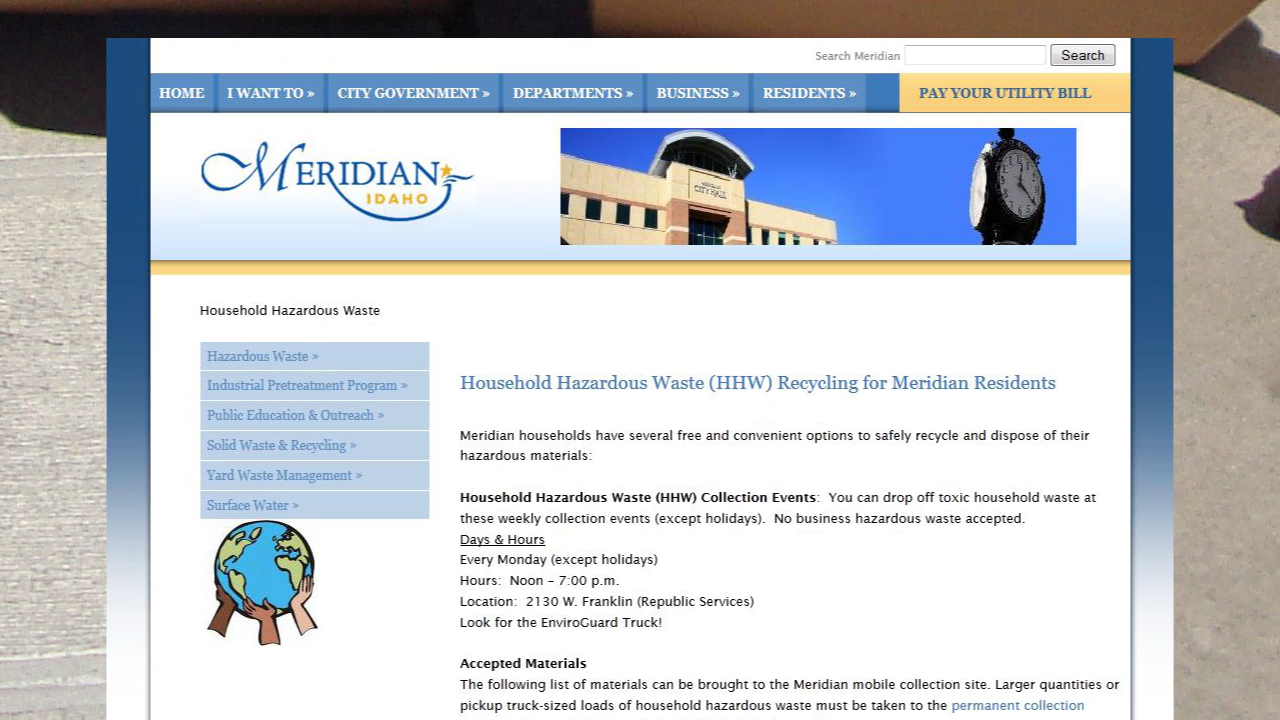 Search Meridian Search
HOME I WANT TO » CITY GOVERNMENT » DEPARTMENTS » BUSINESS » RESIDENTS » PAY YOUR UTILITY BILL
MERIDIAN
IDAHO
CITY HALL
Household Hazardous Waste
Hazardous Waste »
Industrial Pretreatment Program »
Public Education & Outreach »
Solid Waste & Recycling »
Yard Waste Management »
Surface Water »
Household Hazardous Waste (HHW) Recycling for Meridian Residents
Meridian households have several free and convenient options to safely recycle and dispose of their
hazardous materials:
Household Hazardous Waste (HHW) Collection Events:  You can drop off toxic household waste at
these weekly collection events (except holidays).  No business hazardous waste accepted.
Days & Hours
Every Monday (except holidays)
Hours:  Noon – 7:00 p.m.
Location:  2130 W. Franklin (Republic Services)
Look for the EnviroGuard Truck!
Accepted Materials
The following list of materials can be brought to the Meridian mobile collection site. Larger quantities or
pickup truck-sized loads of household hazardous waste must be taken to the permanent collection